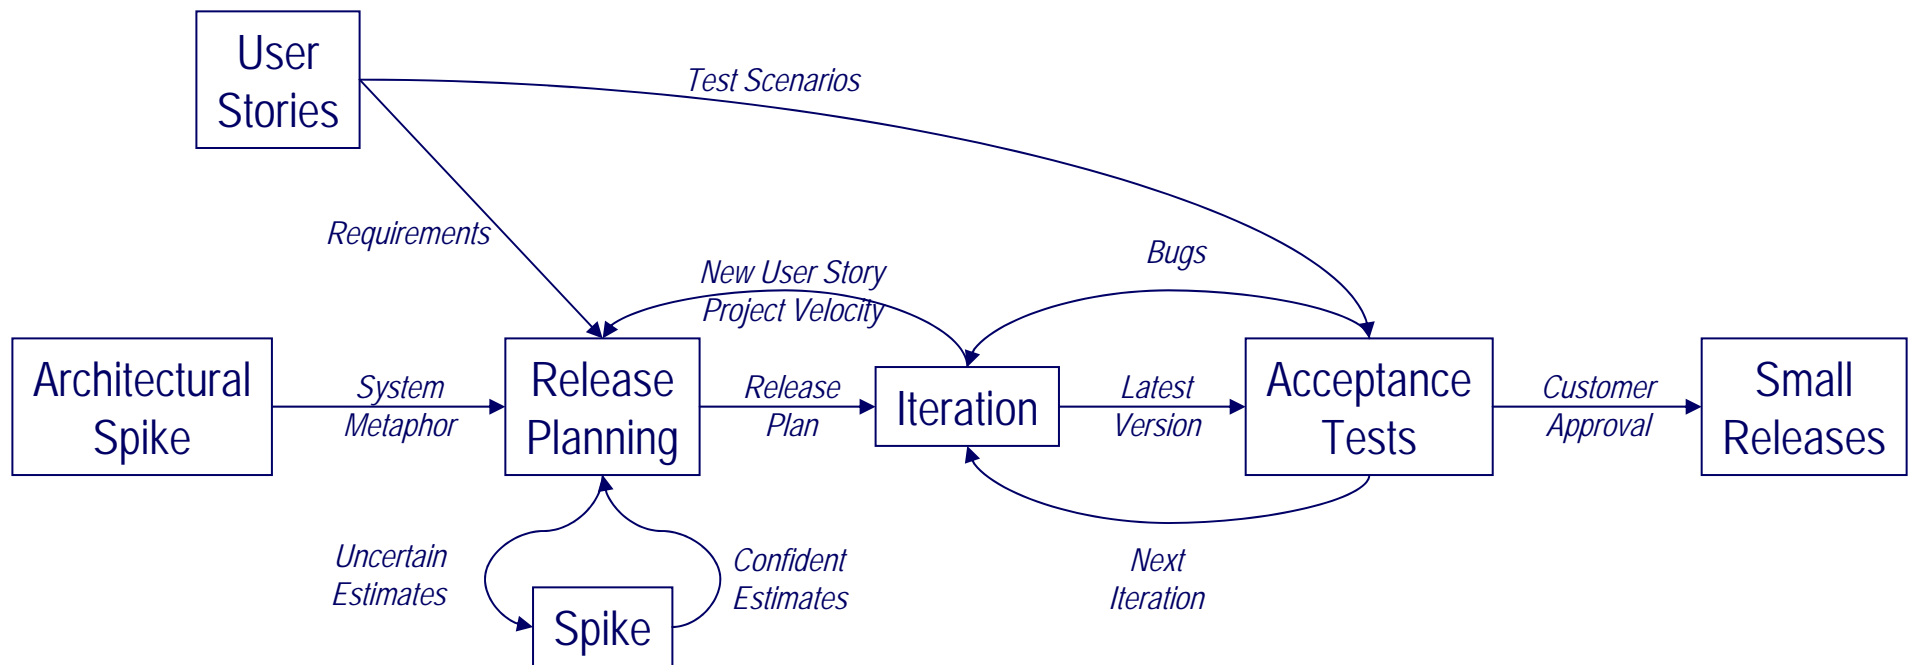 User
Stories
Test Scenarios
Requirements
Bugs
New User Story
Project Velocity
Architectural
Spike
System
Metaphor
Release
Planning
Release
Plan
Iteration
Latest
Version
Acceptance
Tests
Customer
Approval
Small
Releases
Uncertain
Estimates
Confident
Estimates
Next
Iteration
Spike